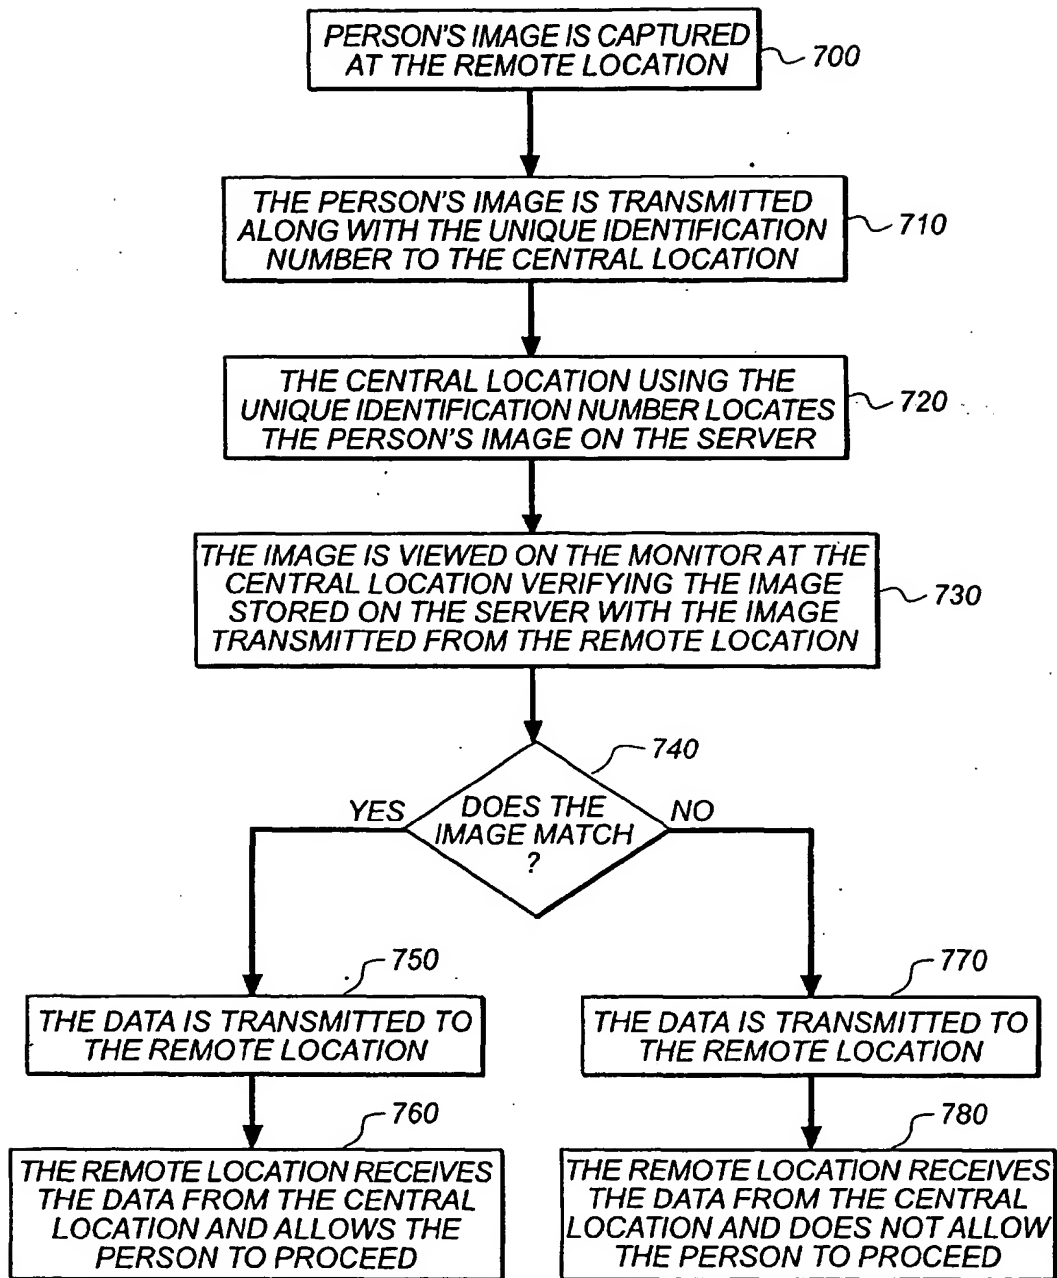 PERSON'S IMAGE IS CAPTURED
AT THE REMOTE LOCATION
700
THE PERSON'S IMAGE IS TRANSMITTED
ALONG WITH THE UNIQUE IDENTIFICATION
NUMBER TO THE CENTRAL LOCATION
710
THE CENTRAL LOCATION USING THE
UNIQUE IDENTIFICATION NUMBER LOCATES
THE PERSON'S IMAGE ON THE SERVER
720
THE IMAGE IS VIEWED ON THE MONITOR AT THE
CENTRAL LOCATION VERIFYING THE IMAGE
STORED ON THE SERVER WITH THE IMAGE
TRANSMITTED FROM THE REMOTE LOCATION
730
740
YES
DOES THE
IMAGE MATCH
?
NO
750
THE DATA IS TRANSMITTED TO
THE REMOTE LOCATION
770
THE DATA IS TRANSMITTED TO
THE REMOTE LOCATION
760
THE REMOTE LOCATION RECEIVES
THE DATA FROM THE CENTRAL
LOCATION AND ALLOWS THE
PERSON TO PROCEED
780
THE REMOTE LOCATION RECEIVES
THE DATA FROM THE CENTRAL
LOCATION AND DOES NOT ALLOW
THE PERSON TO PROCEED